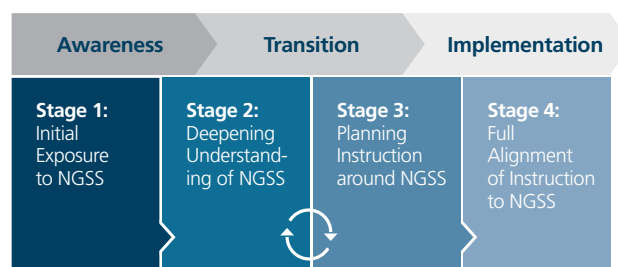 Awareness
Transition
Implementation
Stage 1:
Initial
Exposure
to NGSS
Stage 2:
Deepening
Understand-
ing of NGSS
Stage 3:
Planning
Instruction
around NGSS
Stage 4:
Full
Alignment
of Instruction
to NGSS